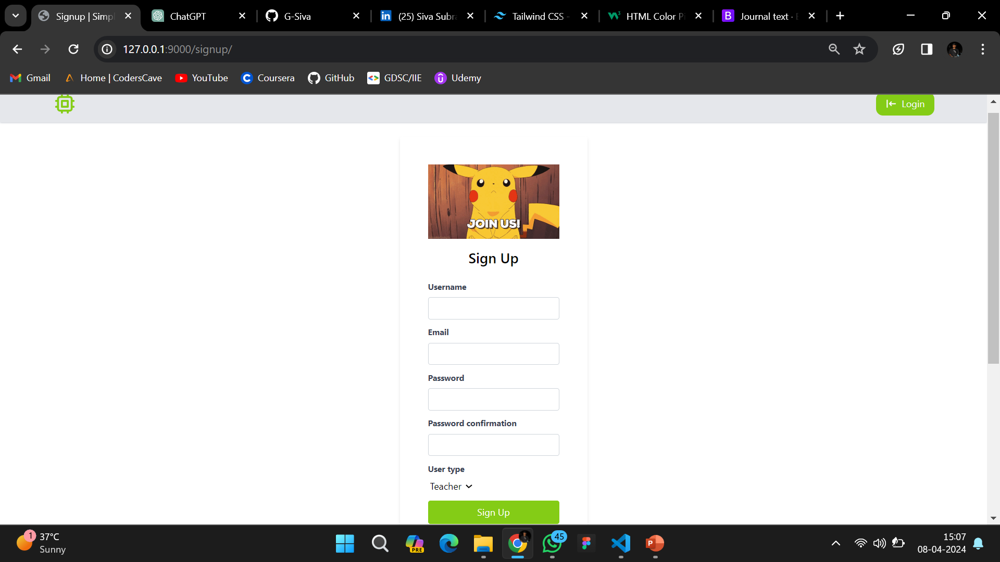 Signup | Simpl
ChatGPT
G-Siva
(25) Siva Subra
Tailwind CSS -
HTML Color Pi
Journal text · B
127.0.0.1:9000/signup/
Gmail
Home | CodersCave
YouTube
Coursera
GitHub
GDSC/IIE
Udemy
Login
JOIN US!
Sign Up
Username
Email
Password
Password confirmation
User type
Teacher
Sign Up
1
37°C
Sunny
PRE
45
15:07
08-04-2024